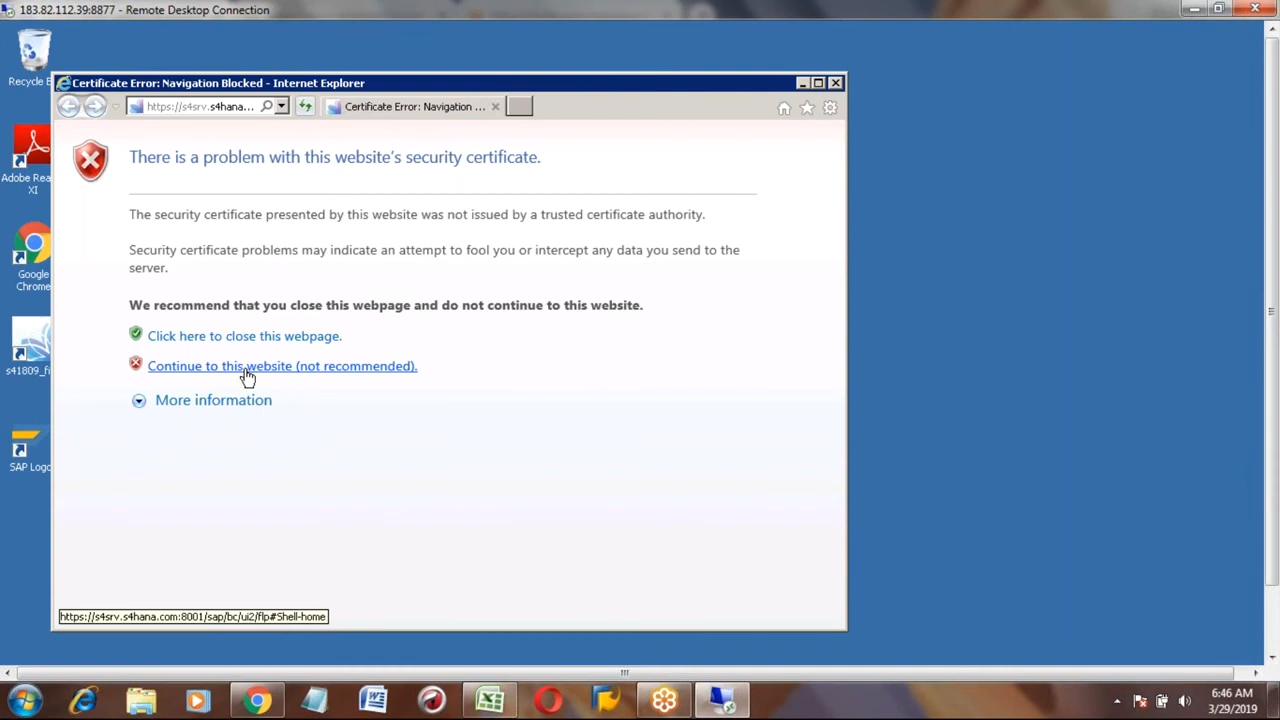 183.82.112.39:8877 - Remote Desktop Connection
Recycle B
Certificate Error: Navigation Blocked - Internet Explorer
https://s4srv.s4hana...
Certificate Error: Navigation ...
There is a problem with this website's security certificate.
Adobe Rea
XI
The security certificate presented by this website was not issued by a trusted certificate authority.
Security certificate problems may indicate an attempt to fool you or intercept any data you send to the
server.
Google
Chrome
We recommend that you close this webpage and do not continue to this website.
Click here to close this webpage.
Continue to this website (not recommended).
s41809_fi
More information
SAP Logo
https://s4srv.s4hana.com:8001/sap/bc/ui2/flp#Shell-home
6:46 AM
3/29/2019